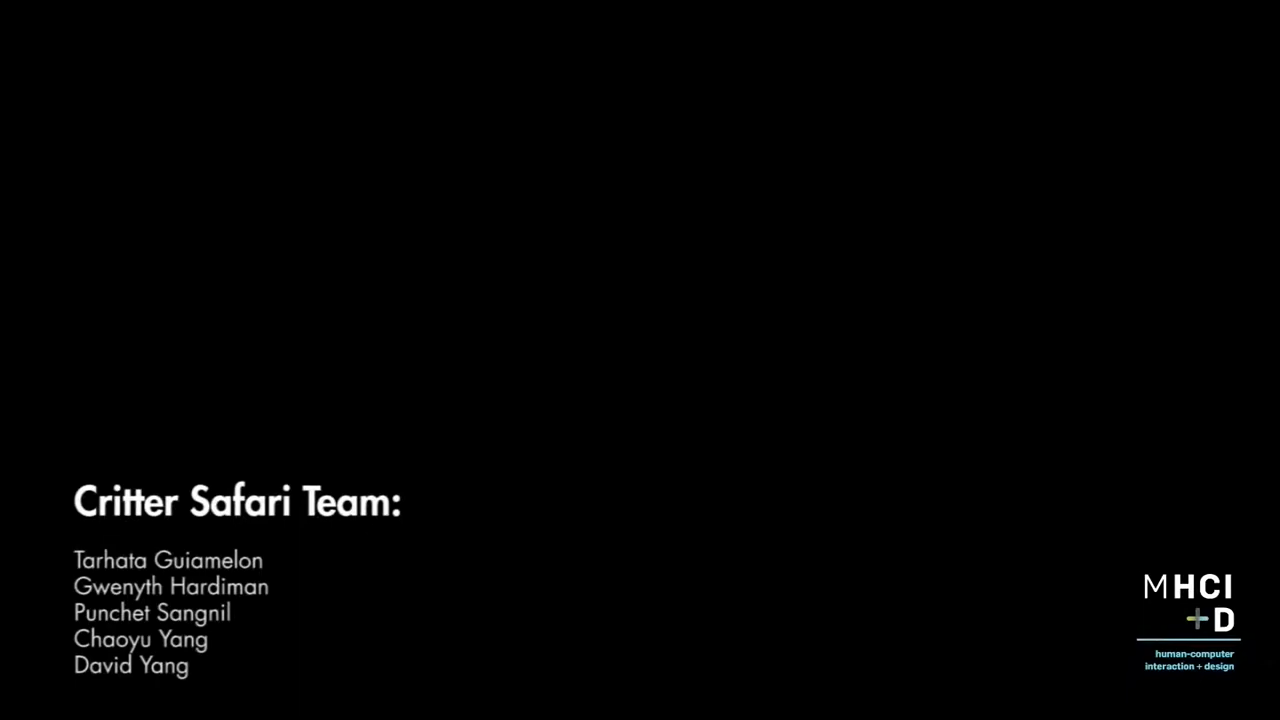 Critter Safari Team:
Tarhata Guiamelon
Gwenyth Hardiman
Punchet Sangnil
Chaoyu Yang
David Yang
MHCI
+D
human-computer
interaction + design